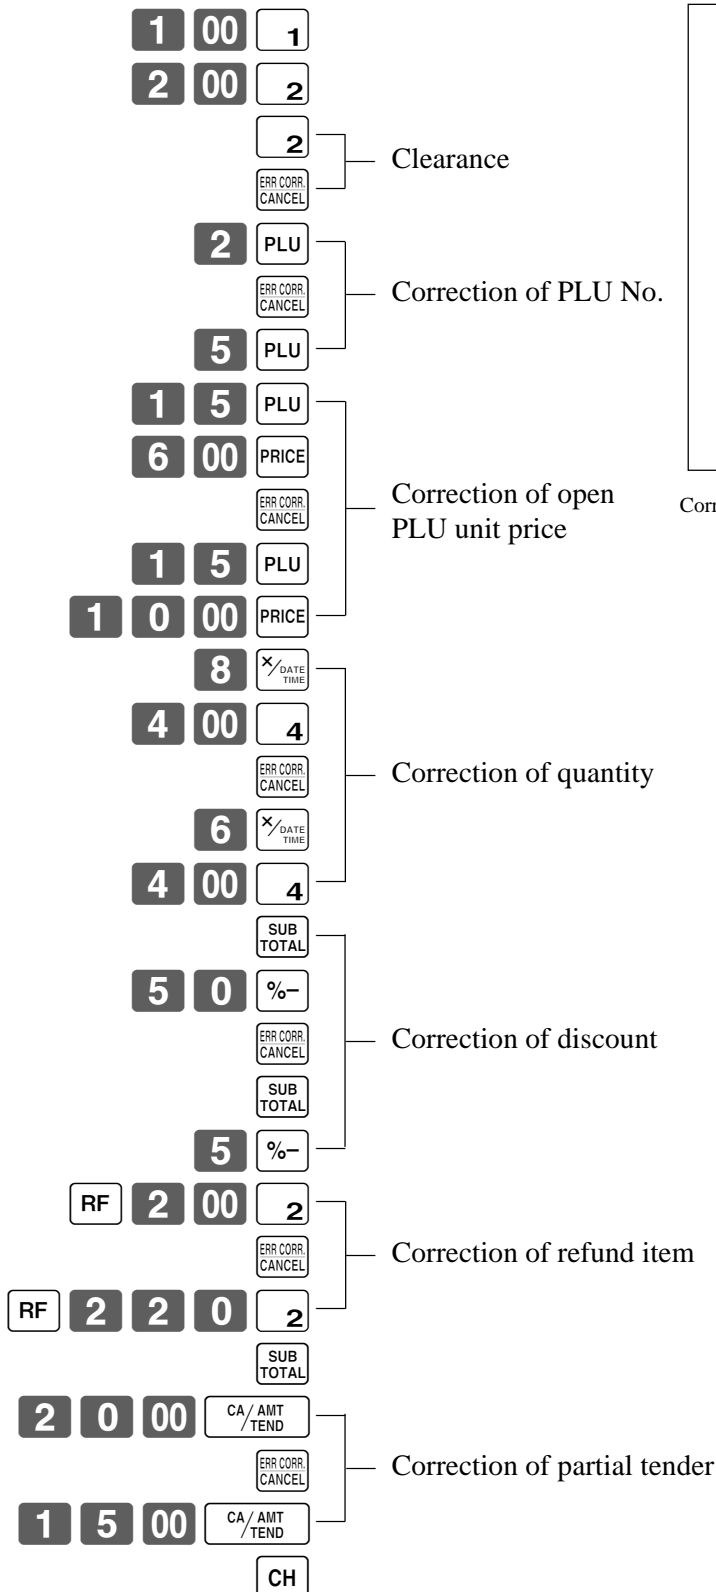 1 00 1
2 00 2
2
Clearance
ERR CORR.
CANCEL
2 PLU
ERR CORR.
CANCEL
Correction of PLU No.
5 PLU
1 5 PLU
6 00 PRICE
ERR CORR.
CANCEL
Correction of open
PLU unit price
Corr
1 5 PLU
1 0 00 PRICE
8 ×/DATE
TIME
4 00 4
ERR CORR.
CANCEL
Correction of quantity
6 ×/DATE
TIME
4 00 4
SUB
TOTAL
5 0 %−
ERR CORR.
CANCEL
Correction of discount
SUB
TOTAL
5 %−
RF 2 00 2
ERR CORR.
CANCEL
Correction of refund item
RF 2 2 0 2
SUB
TOTAL
2 0 00 CA/AMT
TEND
ERR CORR.
CANCEL
Correction of partial tender
1 5 00 CA/AMT
TEND
CH